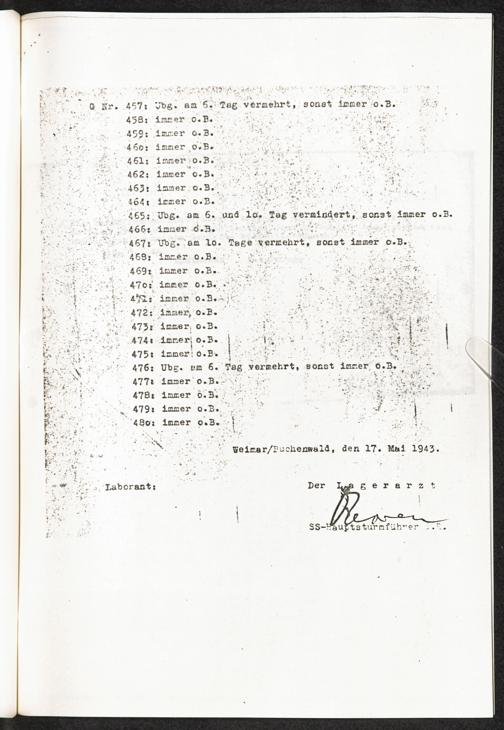 G Nr. 457: Ubg. am 6. Tag vermehrt, sonst immer o.B.
458: immer o.B.
459: immer o.B.
46o: immer o.B.
461: immer o.B.
462: immer o.B.
463: immer o.B.
464: immer o.B.
465: Ubg. am 6. und 1o. Tag vermindert, sonst immer o.B.
466: immer o.B.
467: Ubg. am 1o. Tage vermehrt, sonst immer o.B.
468: immer o.B.
469: immer o.B.
47o: immer o.B.
471: immer o.B.
472: immer o.B.
473: immer o.B.
474: immer o.B.
475: immer o.B.
476: Ubg. am 6. Tag vermehrt, sonst immer o.B.
477: immer o.B.
478: immer o.B.
479: immer o.B.
48o: immer o.B.
Weimar/Buchenwald, den 17. Mai 1943.
Laborant: Der Lagerarzt
SS-Hauptsturmführer